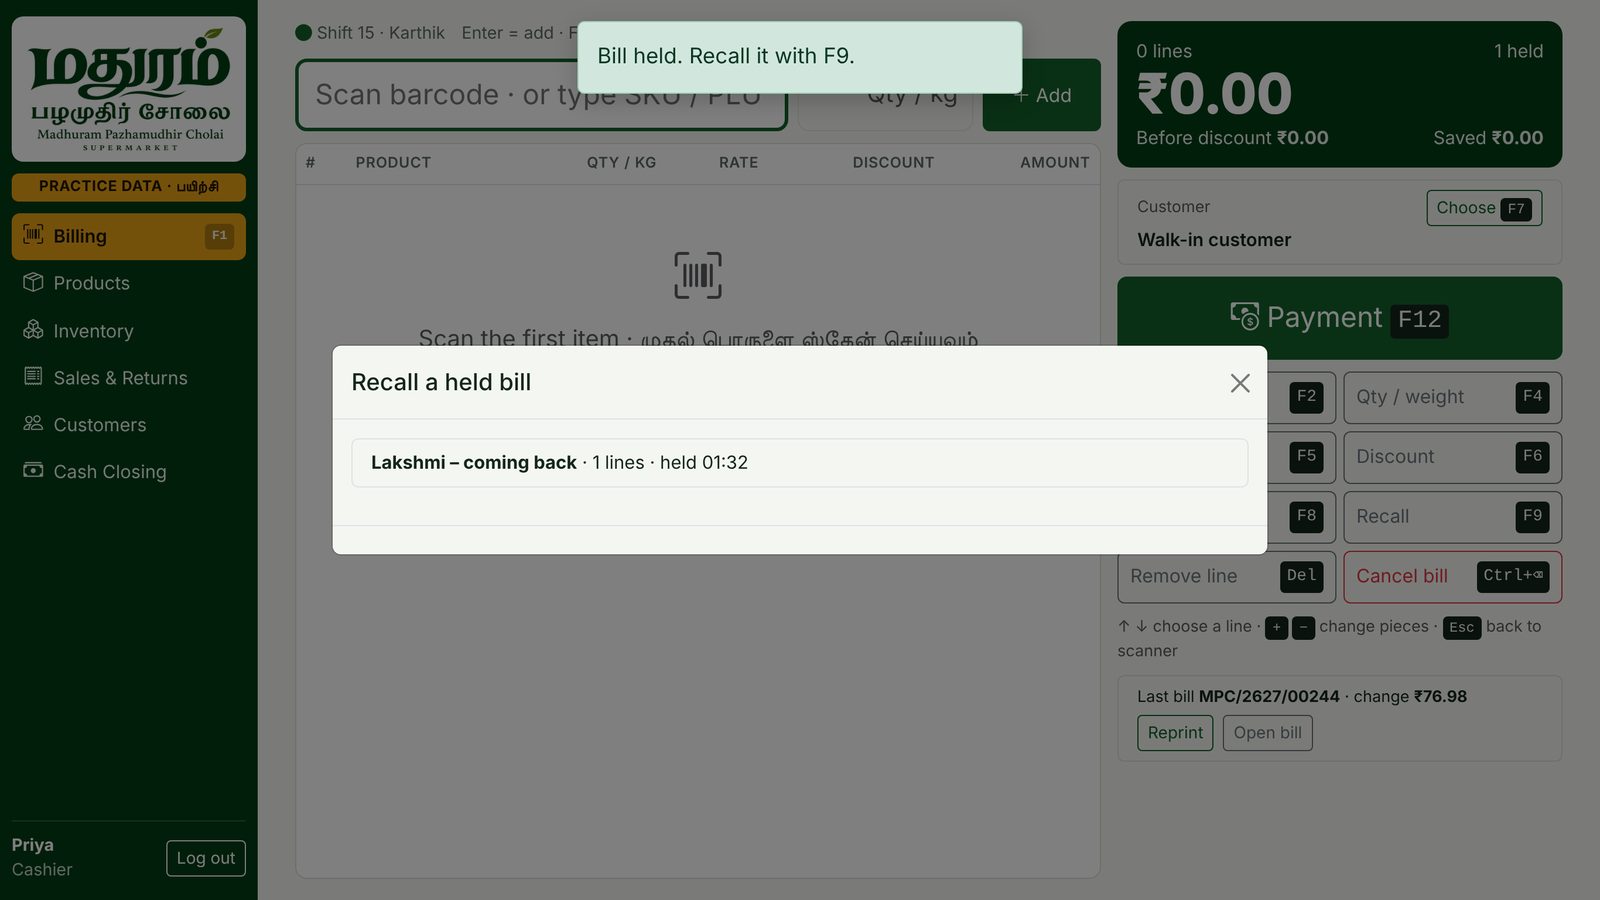 மதுரம்
பழமுதிர் சோலை
Madhuram Pazhamudhir Cholai
SUPERMARKET
PRACTICE DATA · பயிற்சி
Billing F1
Products
Inventory
Sales & Returns
Customers
Cash Closing
Priya
Cashier
Log out
Shift 15 · Karthik Enter = add · F
Bill held. Recall it with F9.
Scan barcode · or type SKU / PLU
Qty / kg
+ Add
# PRODUCT QTY / KG RATE DISCOUNT AMOUNT
Scan the first item · முதல் பொருளை ஸ்கேன் செய்யவும்
Recall a held bill
Lakshmi – coming back · 1 lines · held 01:32
0 lines 1 held
₹0.00
Before discount ₹0.00 Saved ₹0.00
Customer
Choose F7
Walk-in customer
Payment F12
F2 Qty / weight F4
F5 Discount F6
F8 Recall F9
Remove line Del Cancel bill Ctrl+⌫
↑ ↓ choose a line · + − change pieces · Esc back to
scanner
Last bill MPC/2627/00244 · change ₹76.98
Reprint Open bill